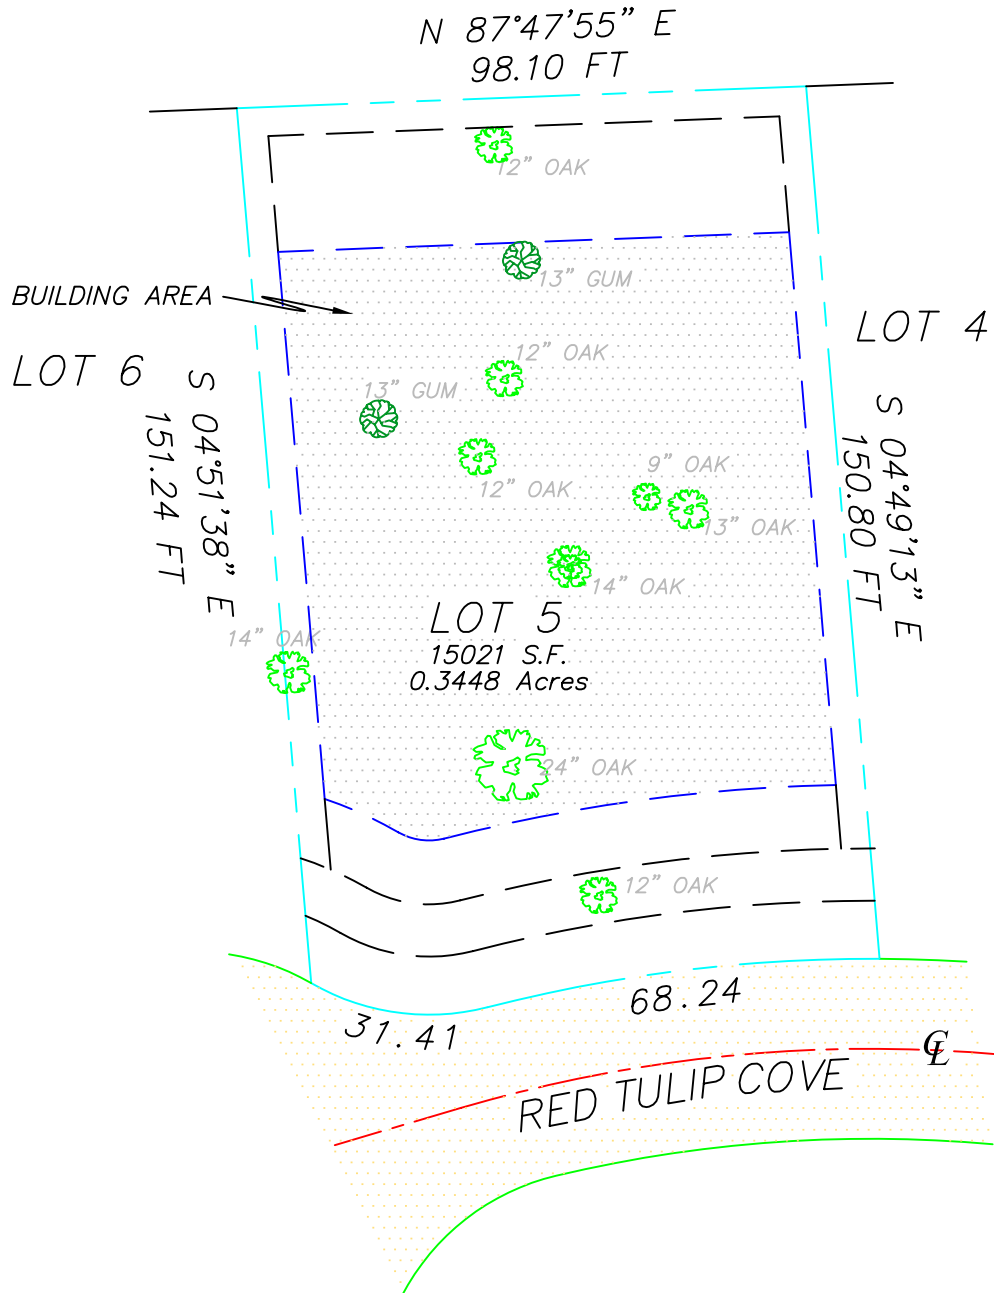 N 87°47'55" E
98.10 FT
12" OAK
13" GUM
BUILDING AREA
LOT 4
12" OAK
LOT 6
13" GUM
S 04°51'38" E
151.24 FT
S 04°49'13" E
150.80 FT
9" OAK
12" OAK
13" OAK
14" OAK
LOT 5
15021 S.F.
0.3448 Acres
14" OAK
24" OAK
12" OAK
68.24
31.41
CL
RED TULIP COVE